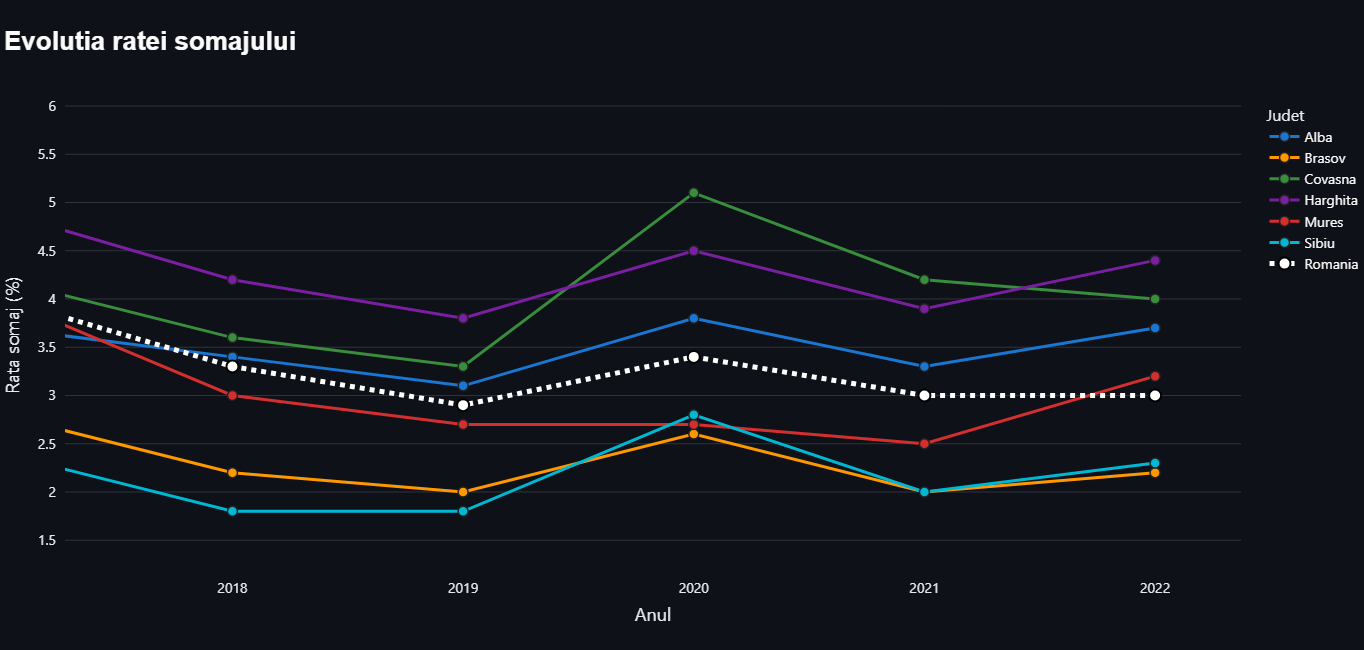 Evolutia ratei somajului
6
5.5
5
4.5
4
3.5
3
2.5
2
1.5
Rata somaj (%)
2018
2019
2020
2021
2022
Anul
Judet
Alba
Brasov
Covasna
Harghita
Mures
Sibiu
Romania